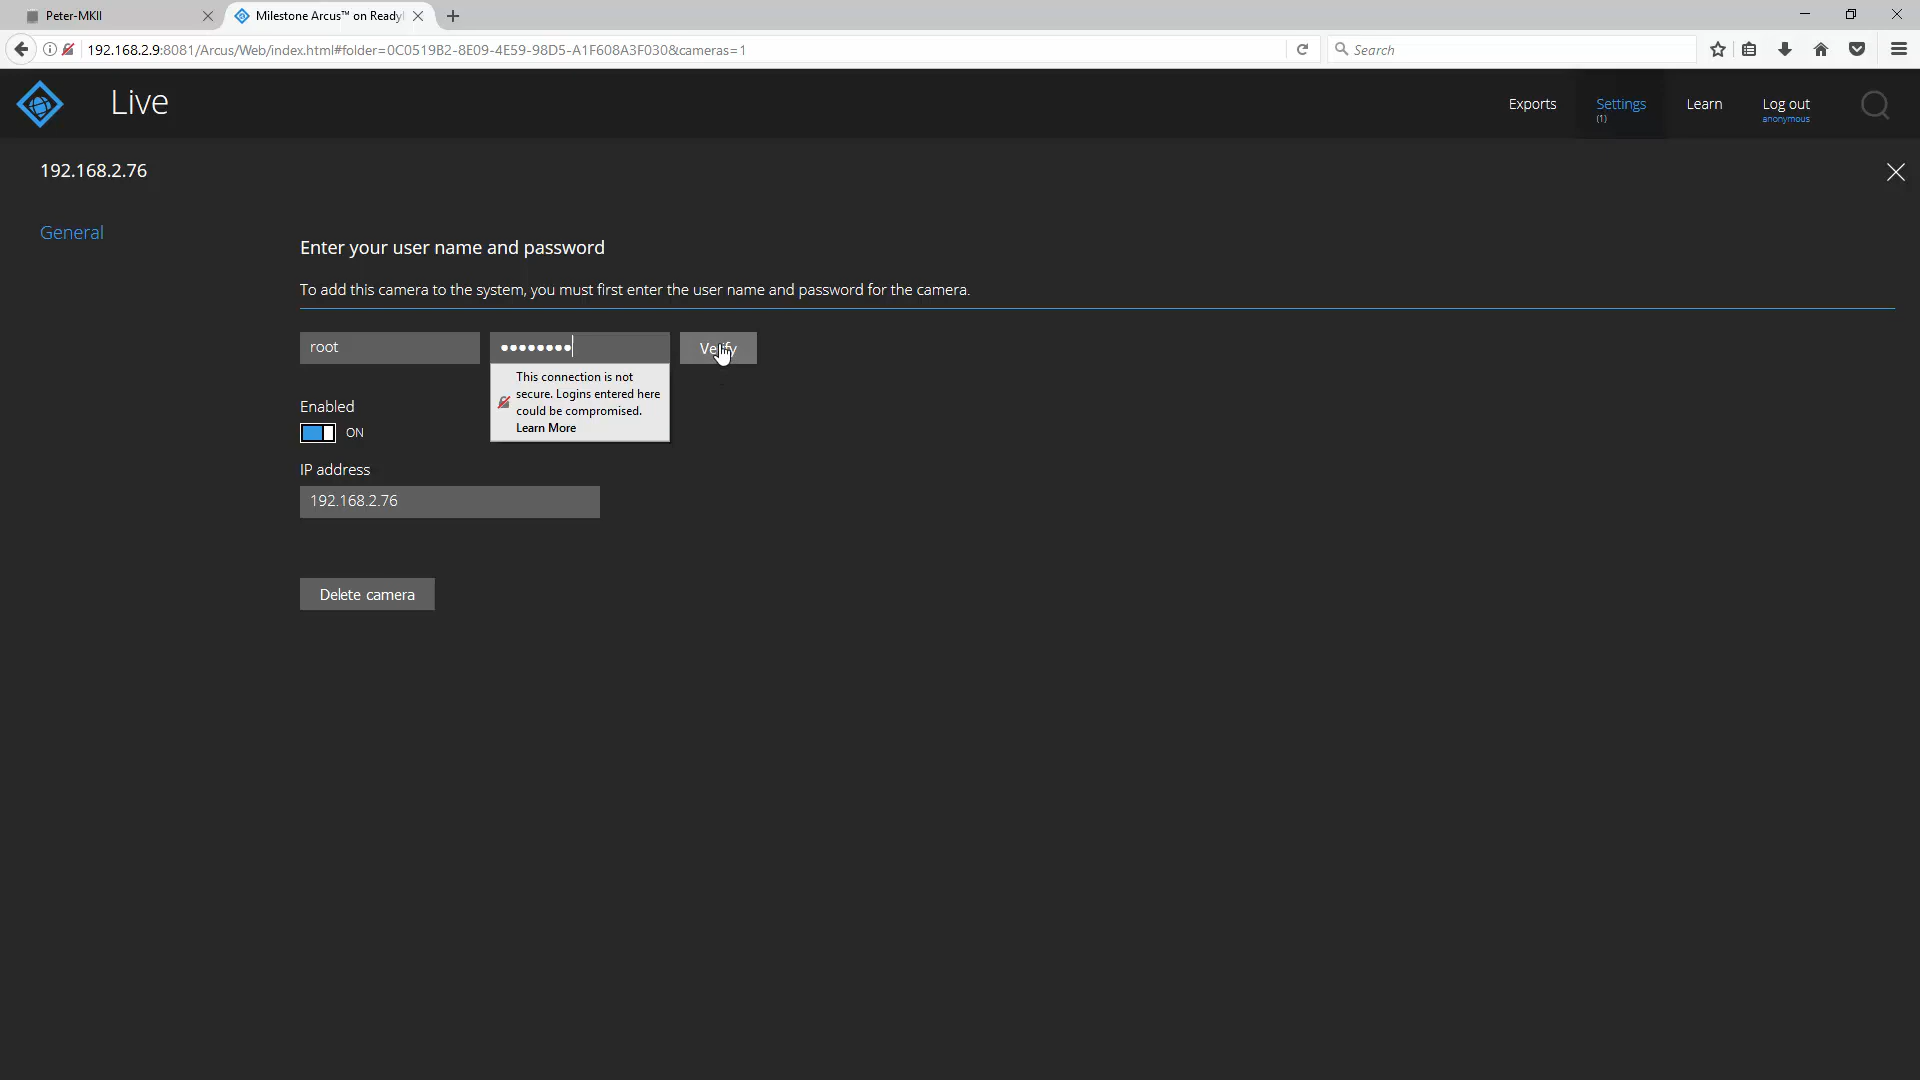 Peter-MKII
Milestone Arcus™ on Ready
192.168.2.9:8081/Arcus/Web/index.html#folder=0C0519B2-8E09-4E59-98D5-A1F608A3F030&cameras=1
Search
Live
Exports
Settings
(1)
Learn
Log out
anonymous
192.168.2.76
General
Enter your user name and password
To add this camera to the system, you must first enter the user name and password for the camera.
root
••••••••
Verify
This connection is not
secure. Logins entered here
could be compromised.
Learn More
Enabled
ON
IP address
192.168.2.76
Delete camera